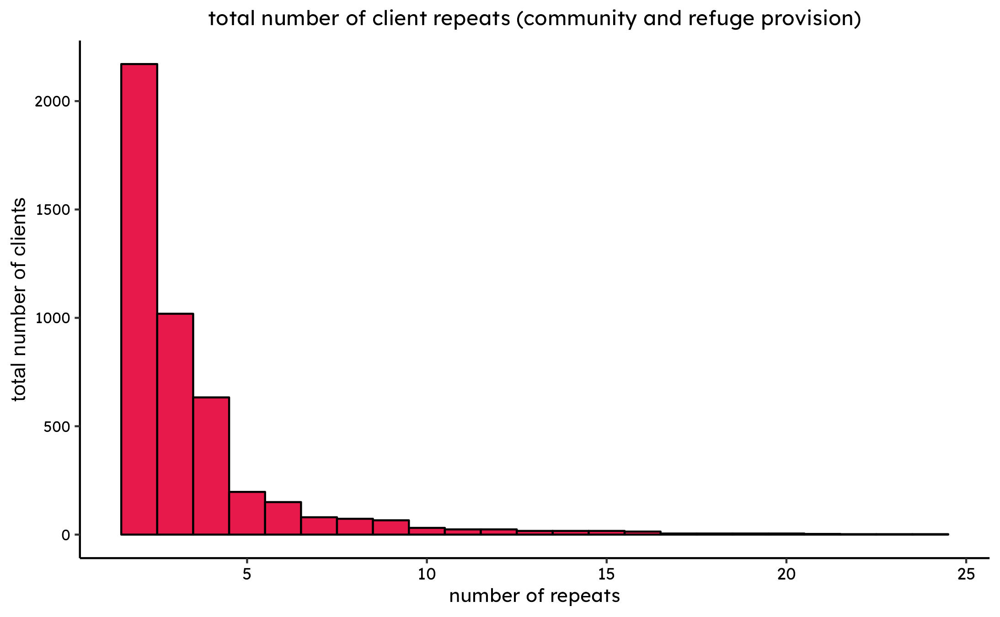 total number of client repeats (community and refuge provision)
total number of clients
2000
1500
1000
500
0
5 10 15 20 25
number of repeats